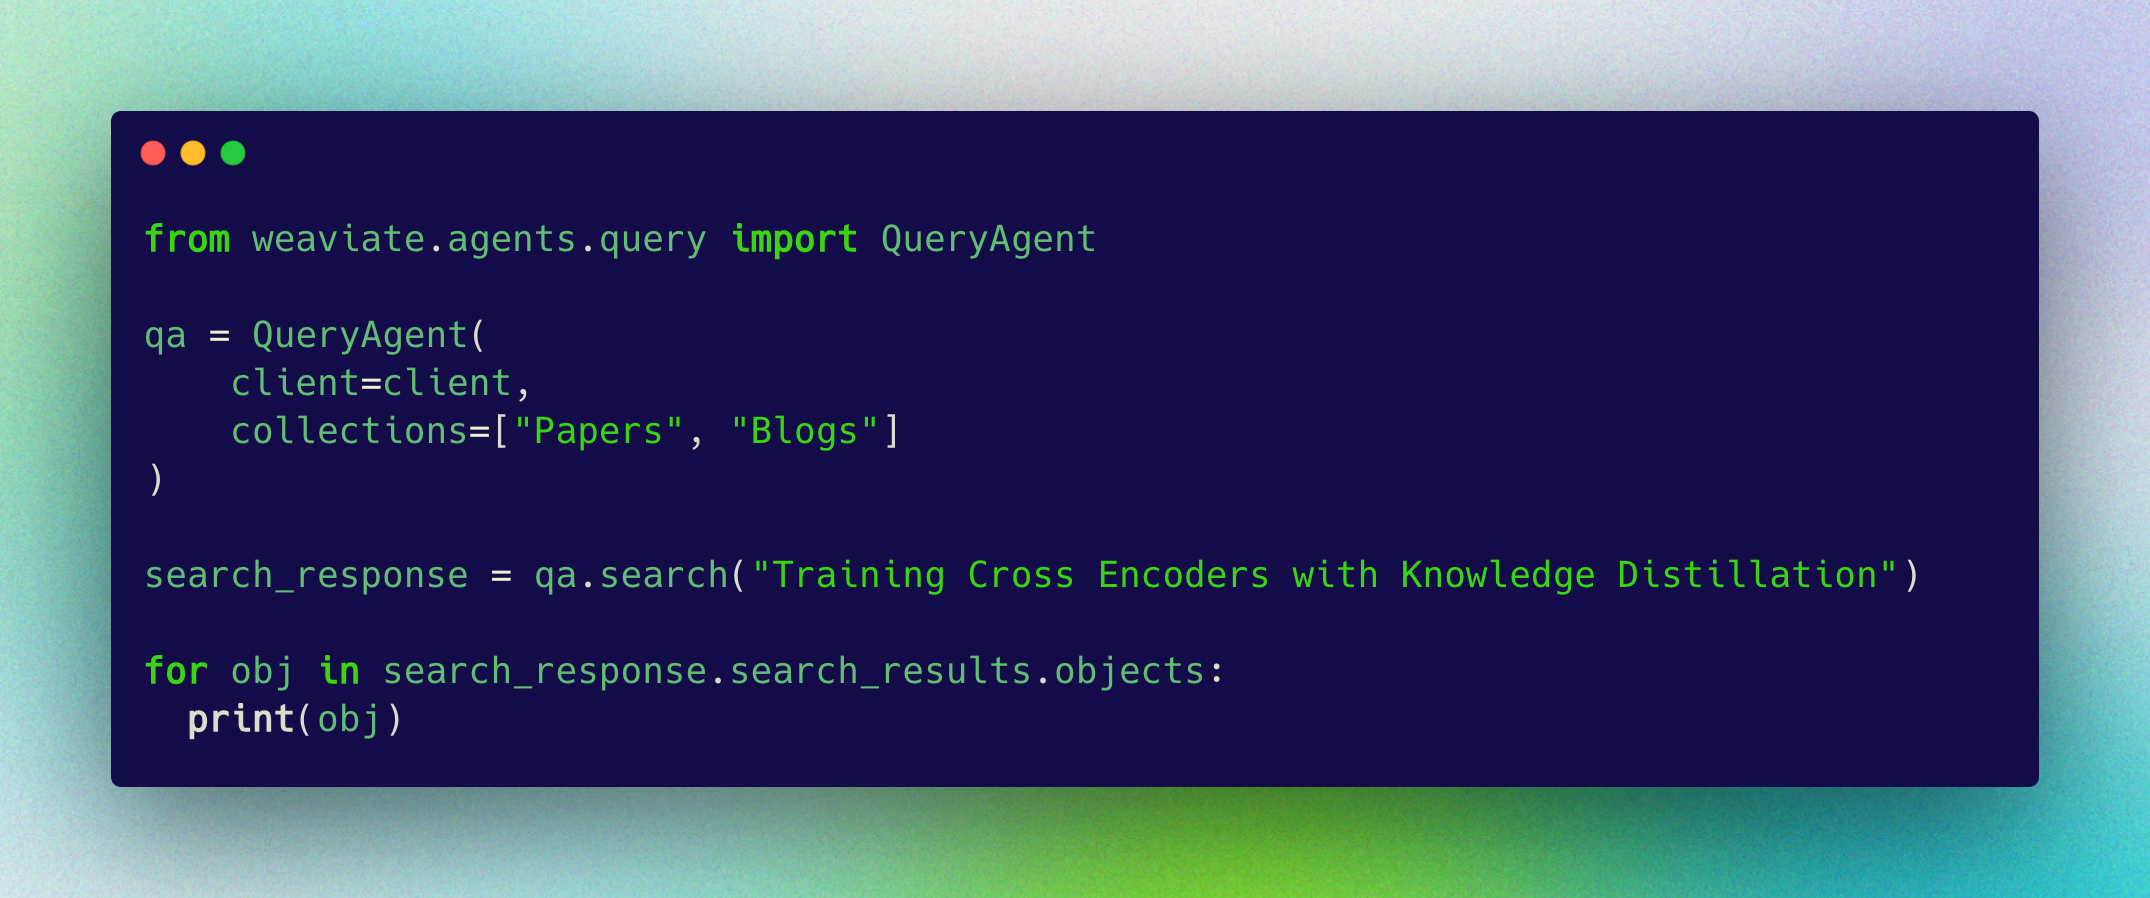 from weaviate.agents.query import QueryAgent
qa = QueryAgent(
    client=client,
    collections=["Papers", "Blogs"]
)
search_response = qa.search("Training Cross Encoders with Knowledge Distillation")
for obj in search_response.search_results.objects:
  print(obj)